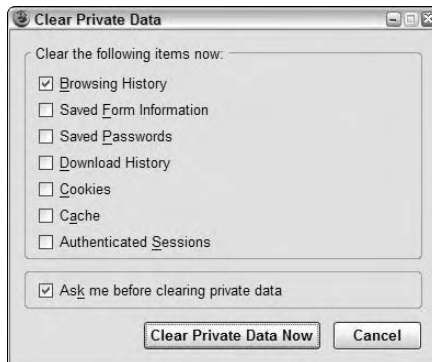 Clear Private Data
Clear the following items now:
Browsing History
Saved Form Information
Saved Passwords
Download History
Cookies
Cache
Authenticated Sessions
Ask me before clearing private data
Clear Private Data Now
Cancel